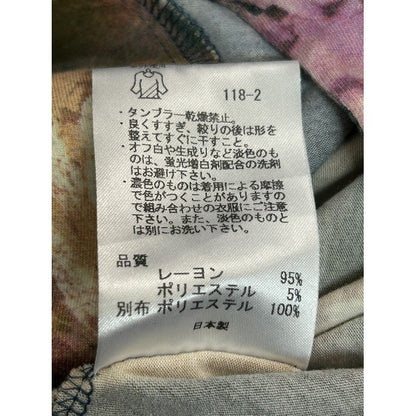 118-2
・タンブラー乾燥禁止。
・良くすすぎ、絞りの後は形を
整えてすぐに干すこと。
・オフ白や生成りなど淡色のも
のは、蛍光増白剤配合の洗剤
はお避け下さい。
・濃色のものは着用による摩擦
で色がつくことがありますの
で組み合わせの衣服にご注意
下さい。また、淡色のものと
は別にお洗い下さい。
品質
レーヨン 95%
ポリエステル 5%
別布 ポリエステル 100%
日本製